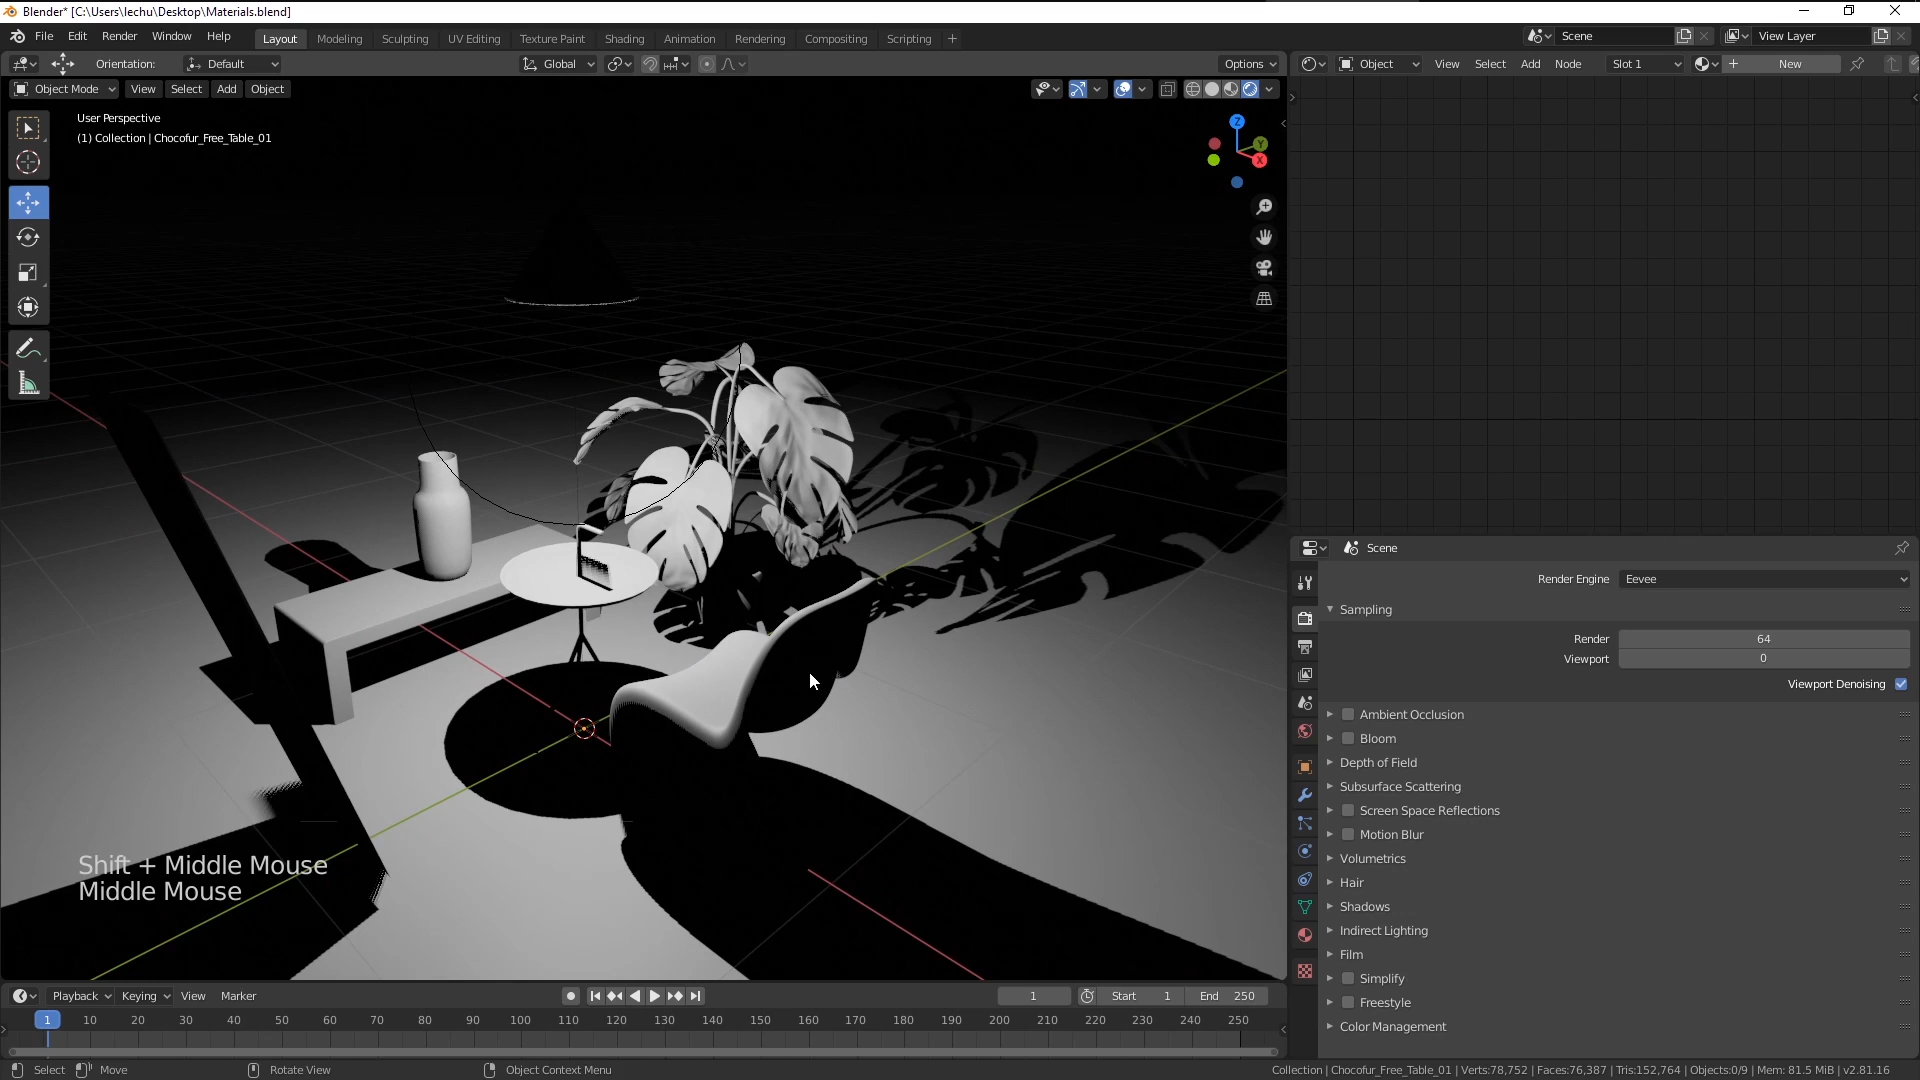 Blender* [C:\Users\lechu\Desktop\Materials.blend]
File Edit Render Window Help
Layout Modeling Sculpting UV Editing Texture Paint Shading Animation Rendering Compositing Scripting +
Scene View Layer
Orientation: Default Global Options
Object View Select Add Node Slot 1 New
Object Mode View Select Add Object
User Perspective
(1) Collection | Chocofur_Free_Table_01
Z
Y
X
Scene
Render Engine Eevee
Sampling
Render 64
Viewport 0
Viewport Denoising
Ambient Occlusion
Bloom
Depth of Field
Subsurface Scattering
Screen Space Reflections
Motion Blur
Volumetrics
Hair
Shadows
Indirect Lighting
Film
Simplify
Freestyle
Color Management
Shift + Middle Mouse
Middle Mouse
Playback Keying View Marker 1 Start 1 End 250
1 10 20 30 40 50 60 70 80 90 100 110 120 130 140 150 160 170 180 190 200 210 220 230 240 250
Select Move Rotate View Object Context Menu Collection | Chocofur_Free_Table_01 | Verts:78,752 | Faces:76,387 | Tris:152,764 | Objects:0/9 | Mem: 81.5 MiB | v2.81.16